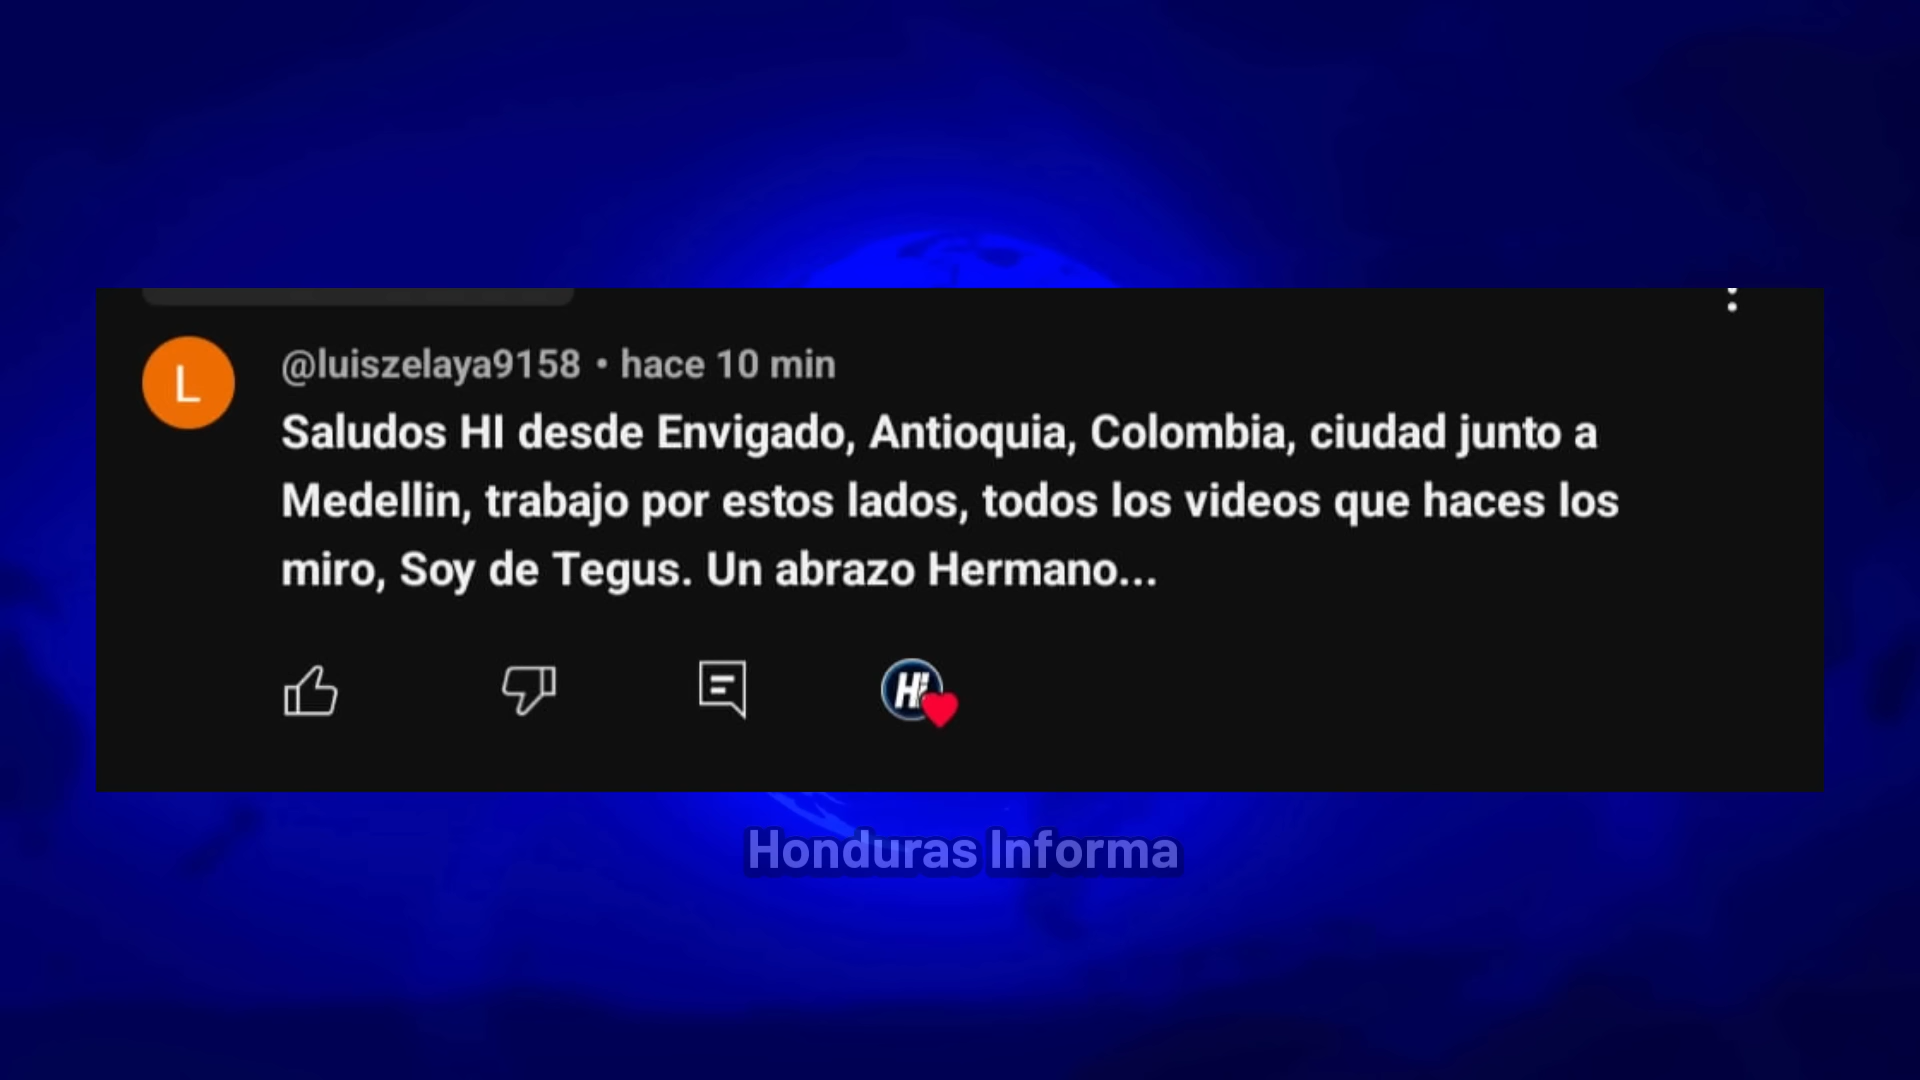 L
@luiszelaya9158 • hace 10 min
Saludos HI desde Envigado, Antioquia, Colombia, ciudad junto a
Medellin, trabajo por estos lados, todos los videos que haces los
miro, Soy de Tegus. Un abrazo Hermano...
Hi
Honduras Informa